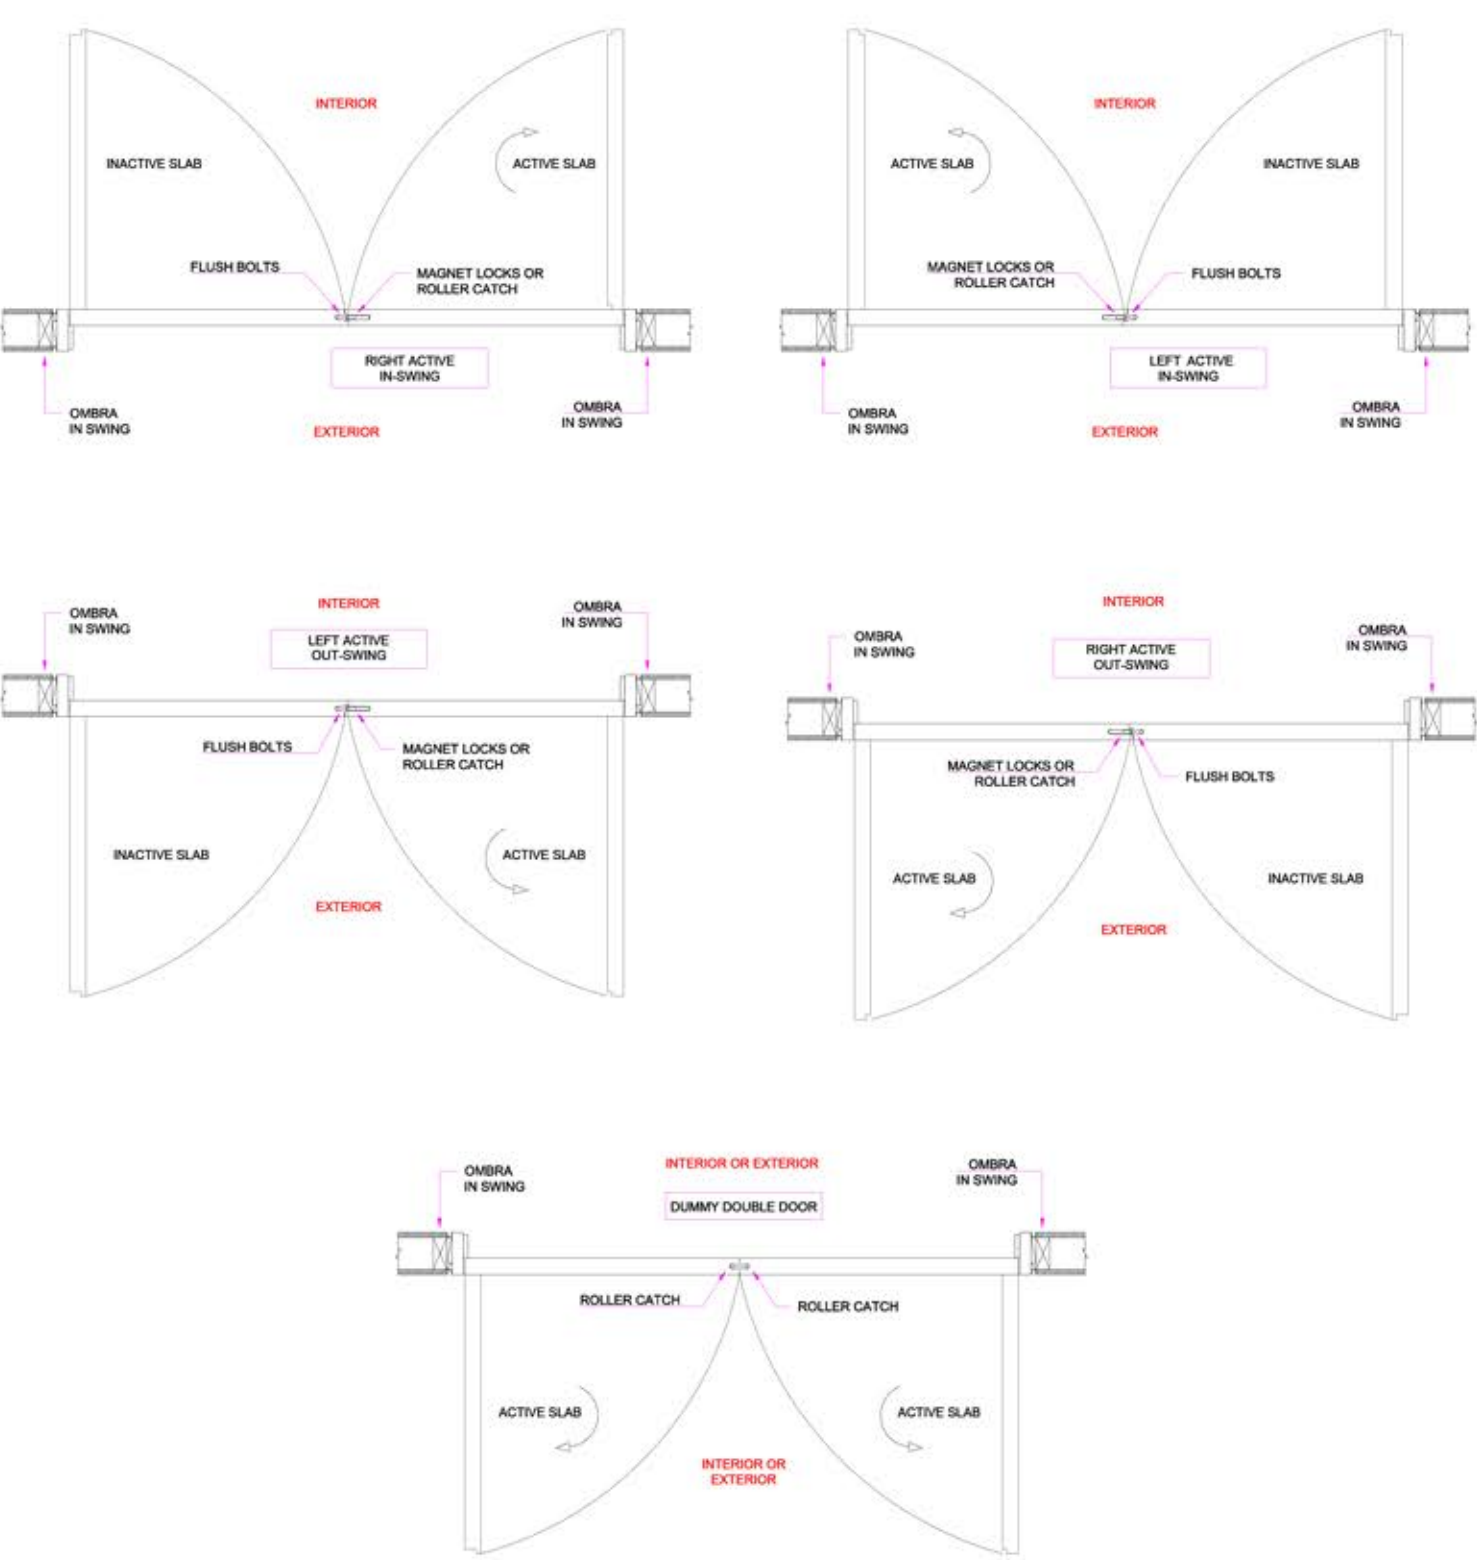 INTERIOR
INACTIVE SLAB
ACTIVE SLAB
FLUSH BOLTS
MAGNET LOCKS OR
ROLLER CATCH
RIGHT ACTIVE
IN-SWING
OMBRA
IN SWING
OMBRA
IN SWING
EXTERIOR
INTERIOR
ACTIVE SLAB
INACTIVE SLAB
MAGNET LOCKS OR
ROLLER CATCH
FLUSH BOLTS
LEFT ACTIVE
IN-SWING
OMBRA
IN SWING
OMBRA
IN SWING
EXTERIOR
INTERIOR
OMBRA
IN SWING
OMBRA
IN SWING
LEFT ACTIVE
OUT-SWING
FLUSH BOLTS
MAGNET LOCKS OR
ROLLER CATCH
INACTIVE SLAB
ACTIVE SLAB
EXTERIOR
INTERIOR
OMBRA
IN SWING
OMBRA
IN SWING
RIGHT ACTIVE
OUT-SWING
MAGNET LOCKS OR
ROLLER CATCH
FLUSH BOLTS
ACTIVE SLAB
INACTIVE SLAB
EXTERIOR
INTERIOR OR EXTERIOR
OMBRA
IN SWING
OMBRA
IN SWING
DUMMY DOUBLE DOOR
ROLLER CATCH
ROLLER CATCH
ACTIVE SLAB
ACTIVE SLAB
INTERIOR OR
EXTERIOR